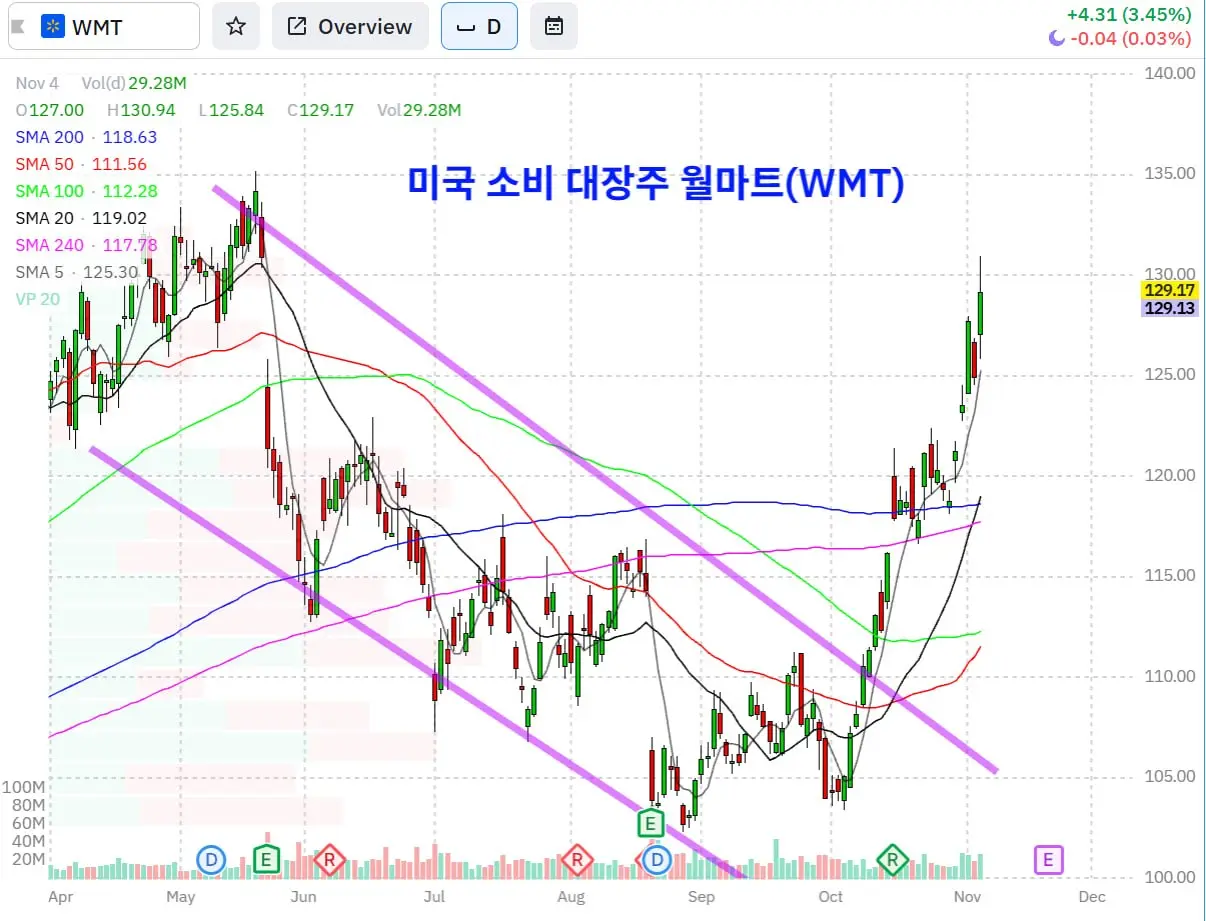 WMT Overview D +4.31 (3.45%)
-0.04 (0.03%)
Nov 4 Vol(d) 29.28M
O127.00 H130.94 L125.84 C129.17 Vol29.28M
SMA 200 · 118.63
SMA 50 · 111.56
SMA 100 · 112.28
SMA 20 · 119.02
SMA 240 · 117.78
SMA 5 · 125.30
VP 20
미국 소비 대장주 월마트(WMT)
140.00
135.00
130.00
129.17
129.13
125.00
120.00
115.00
110.00
105.00
100.00
100M
80M
60M
40M
20M
D E R R E D R E
Apr May Jun Jul Aug Sep Oct Nov Dec